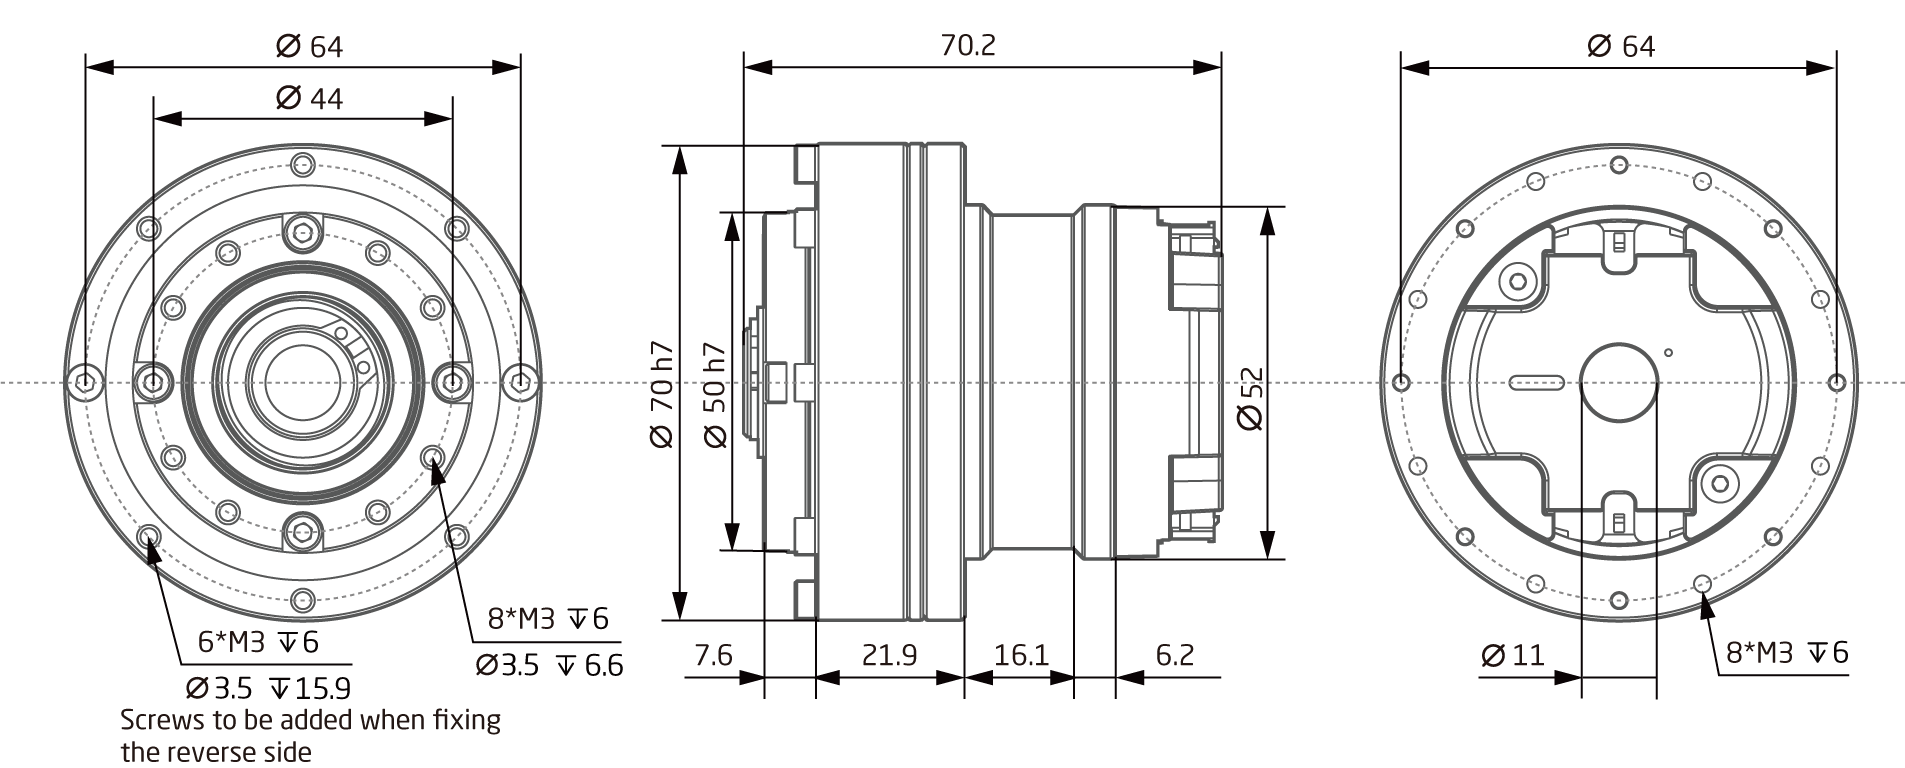 Ø 64
Ø 44
6*M3 ↧6
Ø3.5 ↧15.9
Screws to be added when fixing
the reverse side
8*M3 ↧6
Ø3.5 ↧6.6
70.2
Ø 70 h7
Ø 50 h7
Ø52
7.6
21.9
16.1
6.2
Ø 64
Ø 11
8*M3 ↧6